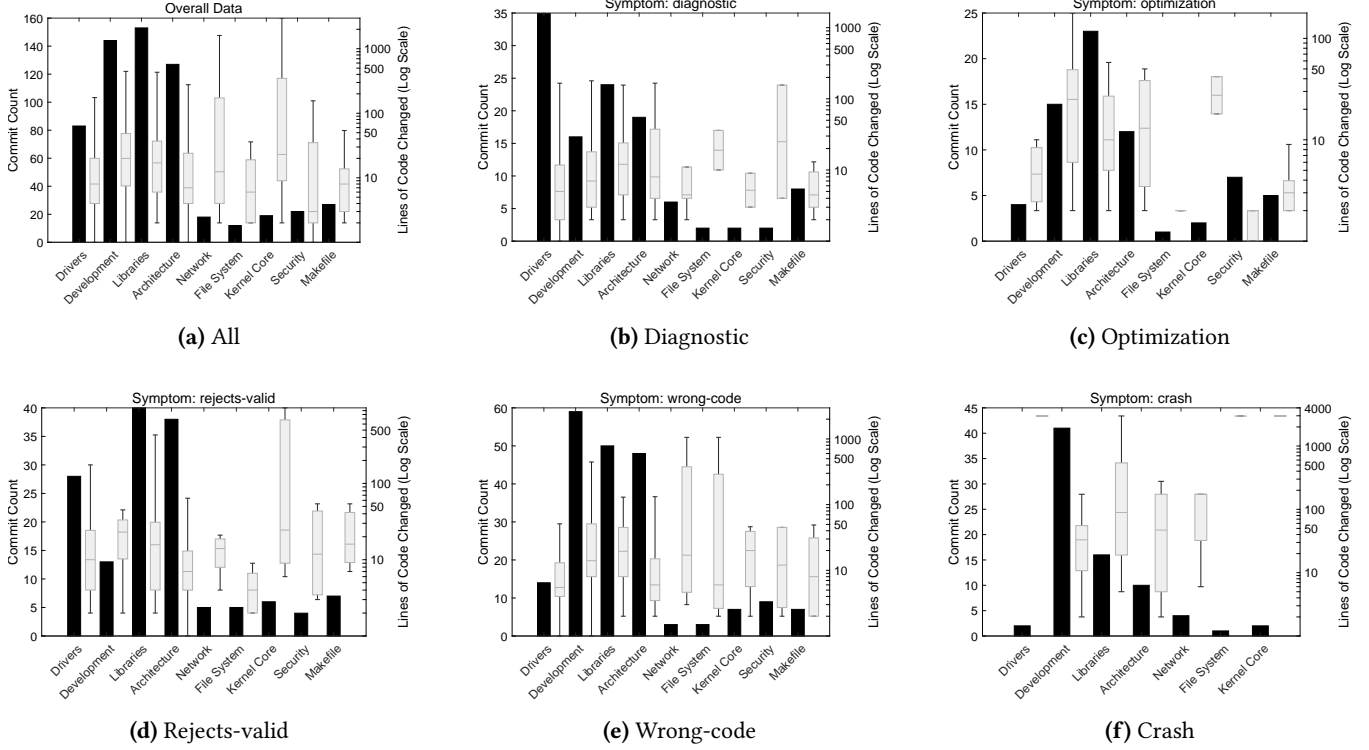 Overall Data
Commit Count
160
140
120
100
80
60
40
20
0
1000
500
100
50
10
Lines of Code Changed (Log Scale)
Drivers
Development
Libraries
Architecture
Network
File System
Kernel Core
Security
Makefile
(a) All
Symptom: diagnostic
Commit Count
35
30
25
20
15
10
5
0
1000
500
100
50
10
Lines of Code Changed (Log Scale)
Drivers
Development
Libraries
Architecture
Network
File System
Kernel Core
Security
Makefile
(b) Diagnostic
Symptom: optimization
Commit Count
25
20
15
10
5
0
100
50
10
Lines of Code Changed (Log Scale)
Drivers
Development
Libraries
Architecture
File System
Kernel Core
Security
Makefile
(c) Optimization
Symptom: rejects-valid
Commit Count
40
35
30
25
20
15
10
5
0
500
100
50
10
Lines of Code Changed (Log Scale)
Drivers
Development
Libraries
Architecture
Network
File System
Kernel Core
Security
Makefile
(d) Rejects-valid
Symptom: wrong-code
Commit Count
60
50
40
30
20
10
0
1000
500
100
50
10
Lines of Code Changed (Log Scale)
Drivers
Development
Libraries
Architecture
Network
File System
Kernel Core
Security
Makefile
(e) Wrong-code
Symptom: crash
Commit Count
45
40
35
30
25
20
15
10
5
0
4000
3000
1000
500
100
50
10
Lines of Code Changed (Log Scale)
Drivers
Development
Libraries
Architecture
Network
File System
Kernel Core
(f) Crash